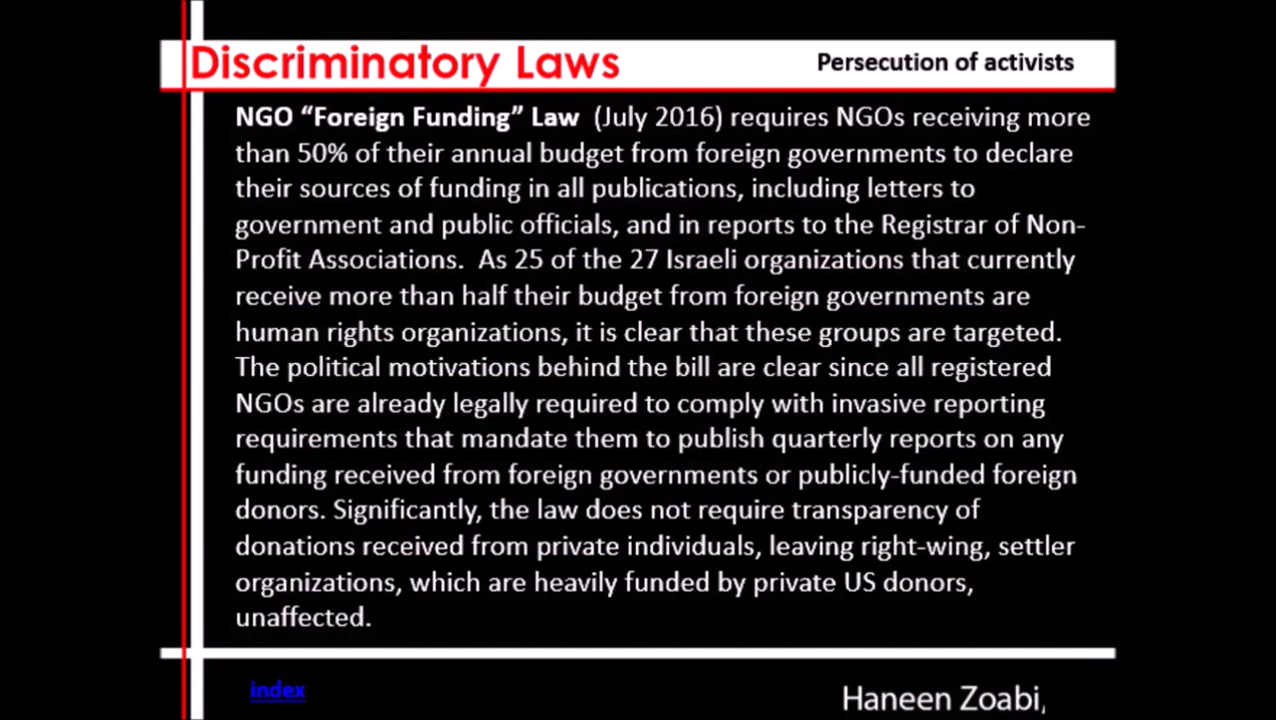 Discriminatory Laws
Persecution of activists
NGO “Foreign Funding” Law (July 2016) requires NGOs receiving more
than 50% of their annual budget from foreign governments to declare
their sources of funding in all publications, including letters to
government and public officials, and in reports to the Registrar of Non-
Profit Associations. As 25 of the 27 Israeli organizations that currently
receive more than half their budget from foreign governments are
human rights organizations, it is clear that these groups are targeted.
The political motivations behind the bill are clear since all registered
NGOs are already legally required to comply with invasive reporting
requirements that mandate them to publish quarterly reports on any
funding received from foreign governments or publicly-funded foreign
donors. Significantly, the law does not require transparency of
donations received from private individuals, leaving right-wing, settler
organizations, which are heavily funded by private US donors,
unaffected.
index
Haneen Zoabi,